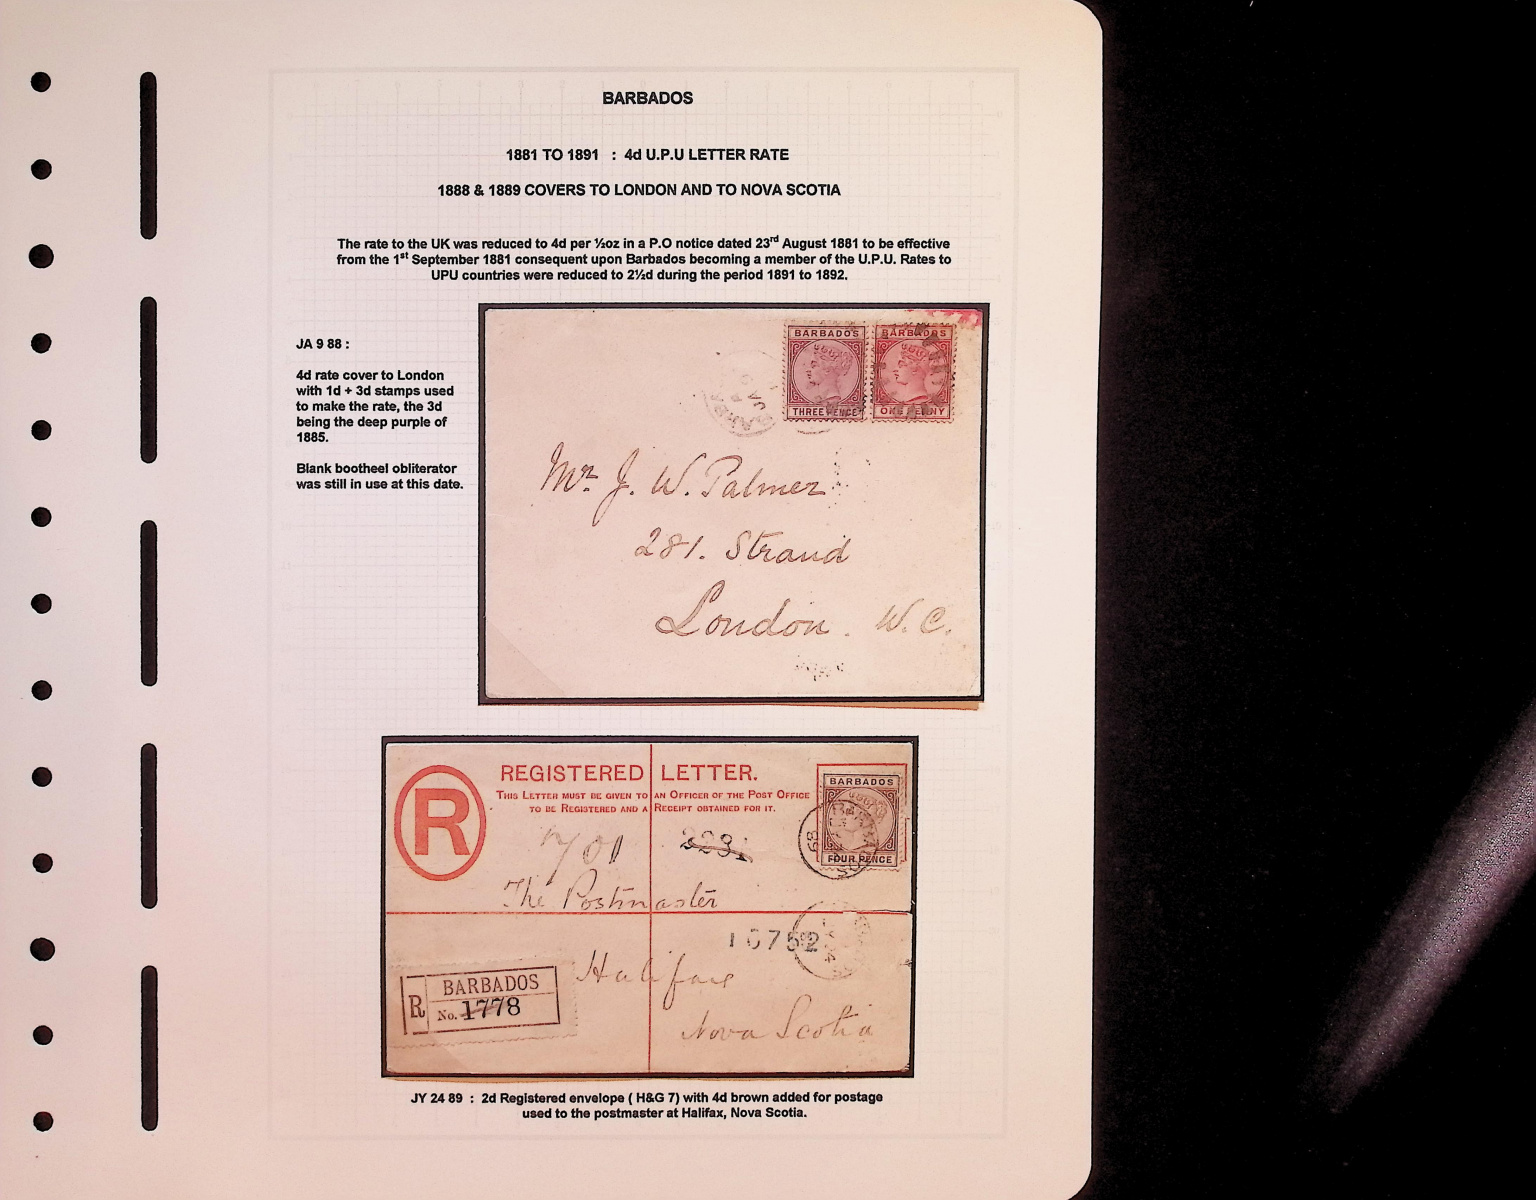 BARBADOS
1881 TO 1891 : 4d U.P.U LETTER RATE
1888 & 1889 COVERS TO LONDON AND TO NOVA SCOTIA
The rate to the UK was reduced to 4d per ½oz in a P.O notice dated 23rd August 1881 to be effective
from the 1st September 1881 consequent upon Barbados becoming a member of the U.P.U. Rates to
UPU countries were reduced to 2½d during the period 1891 to 1892.
JA 9 88 :
4d rate cover to London
with 1d + 3d stamps used
to make the rate, the 3d
being the deep purple of
1885.
Blank bootheel obliterator
was still in use at this date.
BARBADOS
THREE PENCE
BARBADOS
ONE PENNY
JA 9
Mr. J. W. Palmer
281. Strand
London. W. C.
REGISTERED LETTER.
THIS LETTER MUST BE GIVEN TO AN OFFICER OF THE POST OFFICE
TO BE REGISTERED AND A RECEIPT OBTAINED FOR IT.
R
BARBADOS
FOUR PENCE
89
701
The Postmaster
16752
Halifax
Nova Scotia
R
BARBADOS
No. 1778
JY 24 89 : 2d Registered envelope ( H&G 7) with 4d brown added for postage
used to the postmaster at Halifax, Nova Scotia.